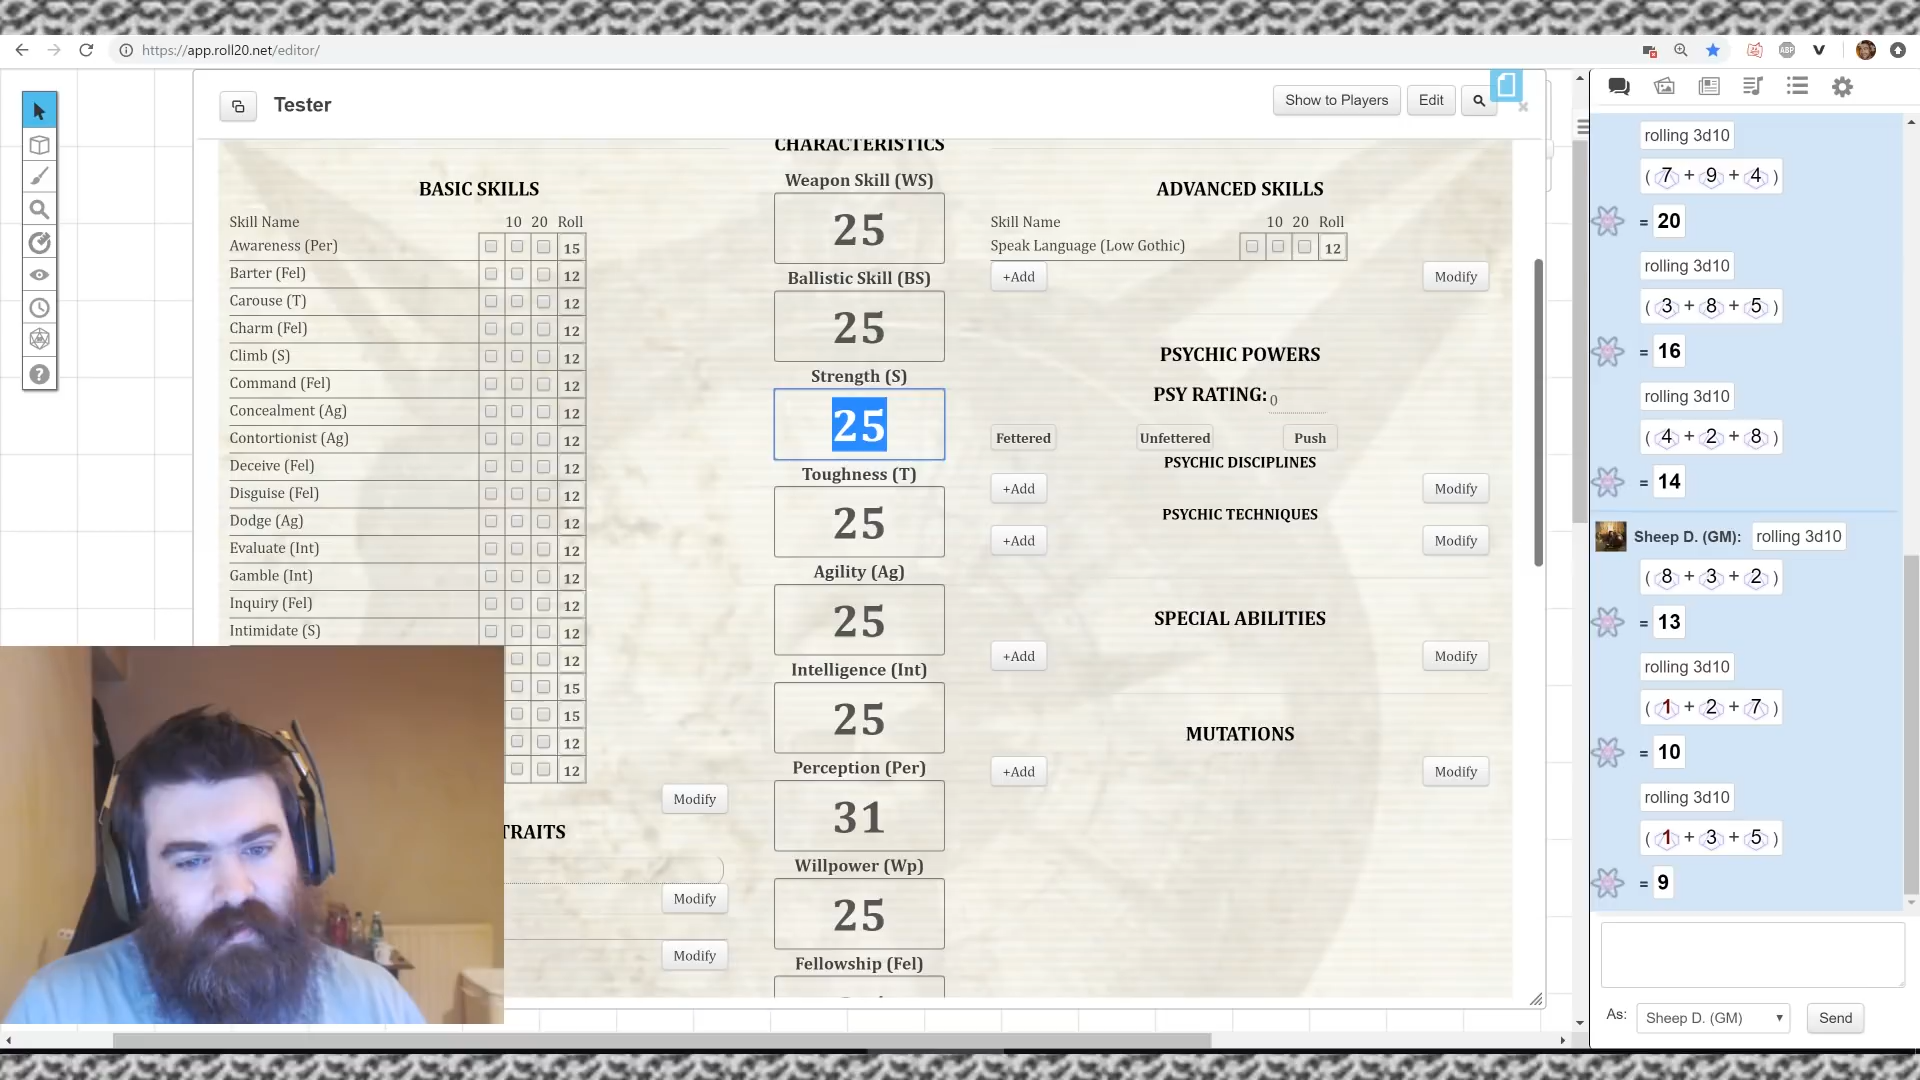 https://app.roll20.net/editor/
ABP
Tester
Show to Players
Edit
CHARACTERISTICS
BASIC SKILLS
Skill Name 10 20 Roll
Awareness (Per) 15
Barter (Fel) 12
Carouse (T) 12
Charm (Fel) 12
Climb (S) 12
Command (Fel) 12
Concealment (Ag) 12
Contortionist (Ag) 12
Deceive (Fel) 12
Disguise (Fel) 12
Dodge (Ag) 12
Evaluate (Int) 12
Gamble (Int) 12
Inquiry (Fel) 12
Intimidate (S) 12
12
15
15
12
12
Modify
TRAITS
Modify
Modify
Weapon Skill (WS)
25
Ballistic Skill (BS)
25
Strength (S)
25
Toughness (T)
25
Agility (Ag)
25
Intelligence (Int)
25
Perception (Per)
31
Willpower (Wp)
25
Fellowship (Fel)
ADVANCED SKILLS
Skill Name 10 20 Roll
Speak Language (Low Gothic) 12
+Add Modify
PSYCHIC POWERS
PSY RATING: 0
Fettered Unfettered Push
PSYCHIC DISCIPLINES
+Add Modify
PSYCHIC TECHNIQUES
+Add Modify
SPECIAL ABILITIES
+Add Modify
MUTATIONS
+Add Modify
rolling 3d10
( 7 + 9 + 4 )
= 20
rolling 3d10
( 3 + 8 + 5 )
= 16
rolling 3d10
( 4 + 2 + 8 )
= 14
Sheep D. (GM): rolling 3d10
( 8 + 3 + 2 )
= 13
rolling 3d10
( 1 + 2 + 7 )
= 10
rolling 3d10
( 1 + 3 + 5 )
= 9
As: Sheep D. (GM) Send